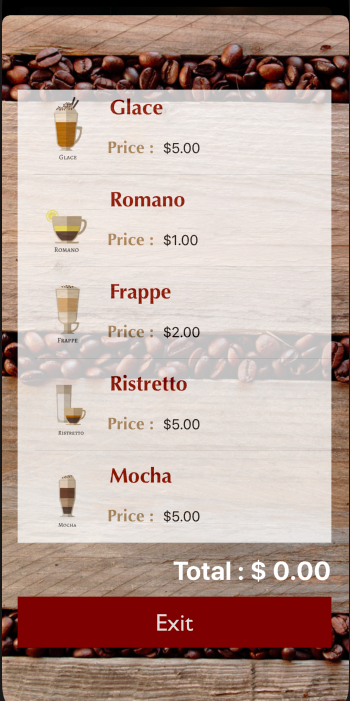 Glace
Price : $5.00
GLACE
Romano
Price : $1.00
ROMANO
Frappe
Price : $2.00
FRAPPE
Ristretto
Price : $5.00
RISTRETTO
Mocha
Price : $5.00
MOCHA
Total : $ 0.00
Exit